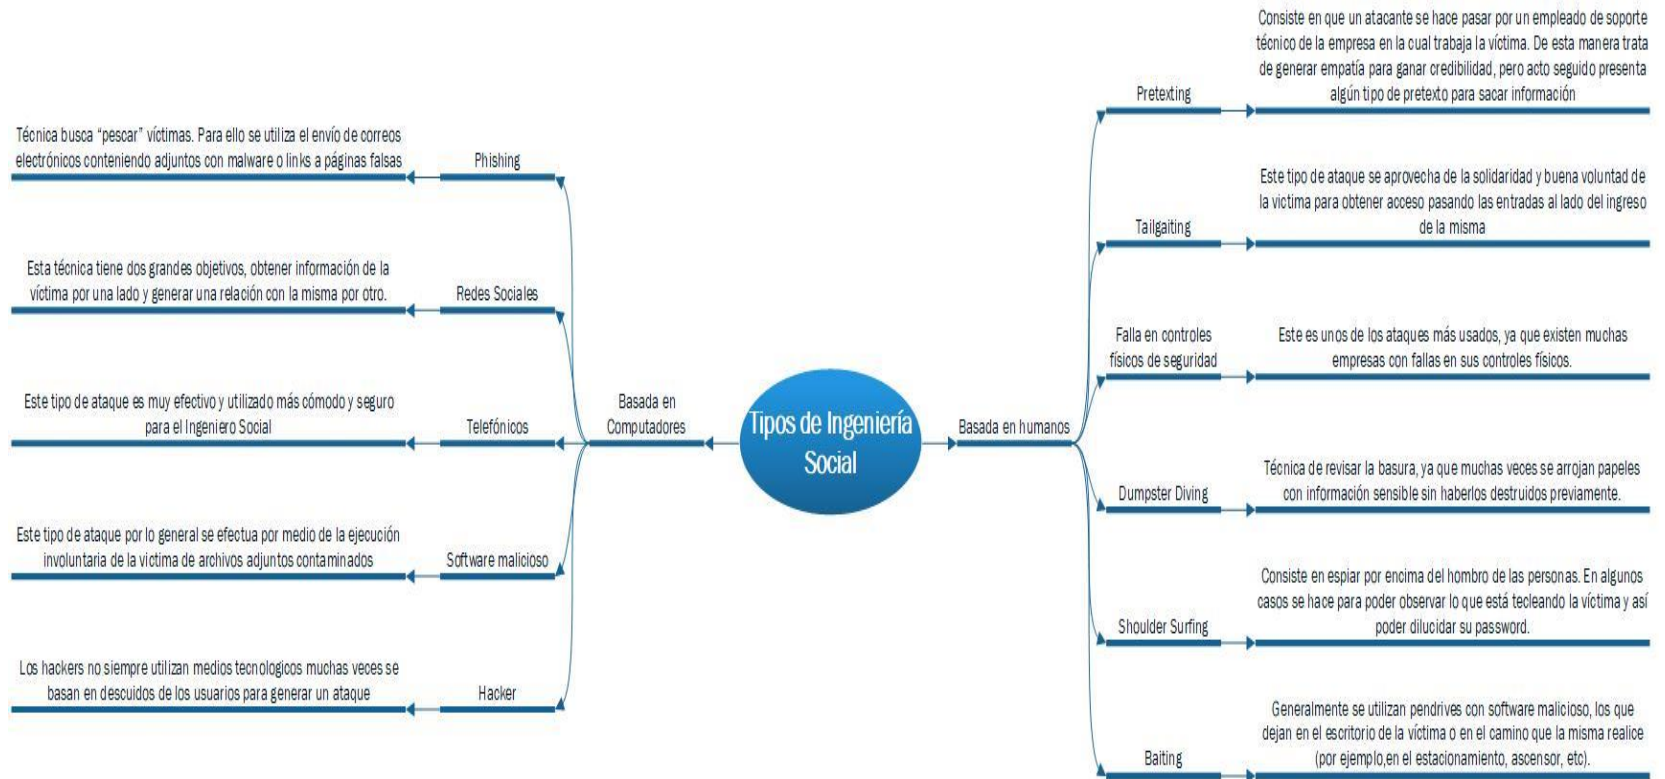 Tipos de Ingeniería
Social
Basada en
Computadores
Phishing
Técnica busca “pescar” víctimas. Para ello se utiliza el envío de correos
electrónicos conteniendo adjuntos con malware o links a páginas falsas
Redes Sociales
Esta técnica tiene dos grandes objetivos, obtener información de la
víctima por una lado y generar una relación con la misma por otro.
Telefónicos
Este tipo de ataque es muy efectivo y utilizado más cómodo y seguro
para el Ingeniero Social
Software malicioso
Este tipo de ataque por lo general se efectua por medio de la ejecución
involuntaria de la victima de archivos adjuntos contaminados
Hacker
Los hackers no siempre utilizan medios tecnologicos muchas veces se
basan en descuidos de los usuarios para generar un ataque
Basada en humanos
Pretexting
Consiste en que un atacante se hace pasar por un empleado de soporte
técnico de la empresa en la cual trabaja la víctima. De esta manera trata
de generar empatía para ganar credibilidad, pero acto seguido presenta
algún tipo de pretexto para sacar información
Tailgaiting
Este tipo de ataque se aprovecha de la solidaridad y buena voluntad de
la victima para obtener acceso pasando las entradas al lado del ingreso
de la misma
Falla en controles
físicos de seguridad
Este es unos de los ataques más usados, ya que existen muchas
empresas con fallas en sus controles físicos.
Dumpster Diving
Técnica de revisar la basura, ya que muchas veces se arrojan papeles
con información sensible sin haberlos destruidos previamente.
Shoulder Surfing
Consiste en espiar por encima del hombro de las personas. En algunos
casos se hace para poder observar lo que está tecleando la víctima y así
poder dilucidar su password.
Baiting
Generalmente se utilizan pendrives con software malicioso, los que
dejan en el escritorio de la víctima o en el camino que la misma realice
(por ejemplo,en el estacionamiento, ascensor, etc).